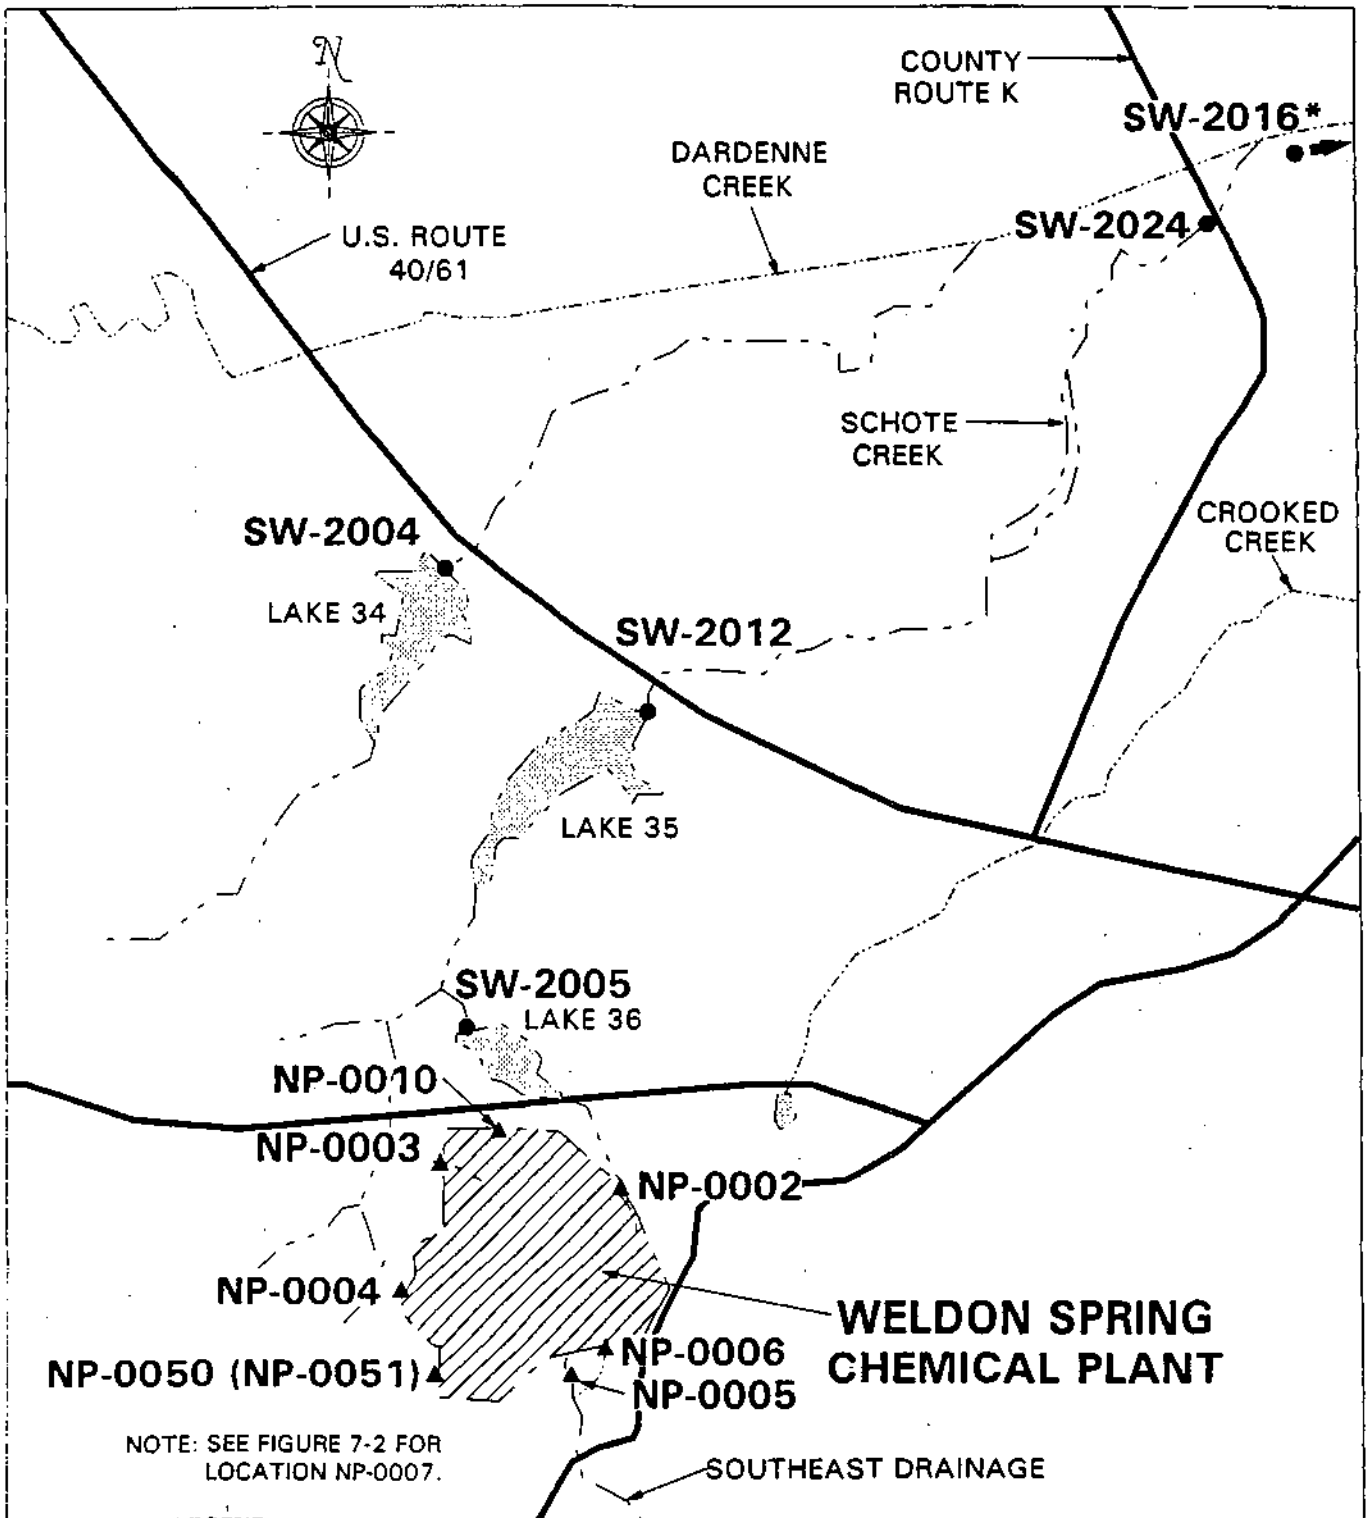 N
COUNTY
ROUTE K
SW-2016*
DARDENNE
CREEK
SW-2024
U.S. ROUTE
40/61
SCHOTE
CREEK
CROOKED
CREEK
SW-2004
LAKE 34
SW-2012
LAKE 35
SW-2005
LAKE 36
NP-0010
NP-0003
NP-0002
NP-0004
WELDON SPRING
CHEMICAL PLANT
NP-0006
NP-0050 (NP-0051)
NP-0005
NOTE: SEE FIGURE 7-2 FOR
LOCATION NP-0007.
SOUTHEAST DRAINAGE